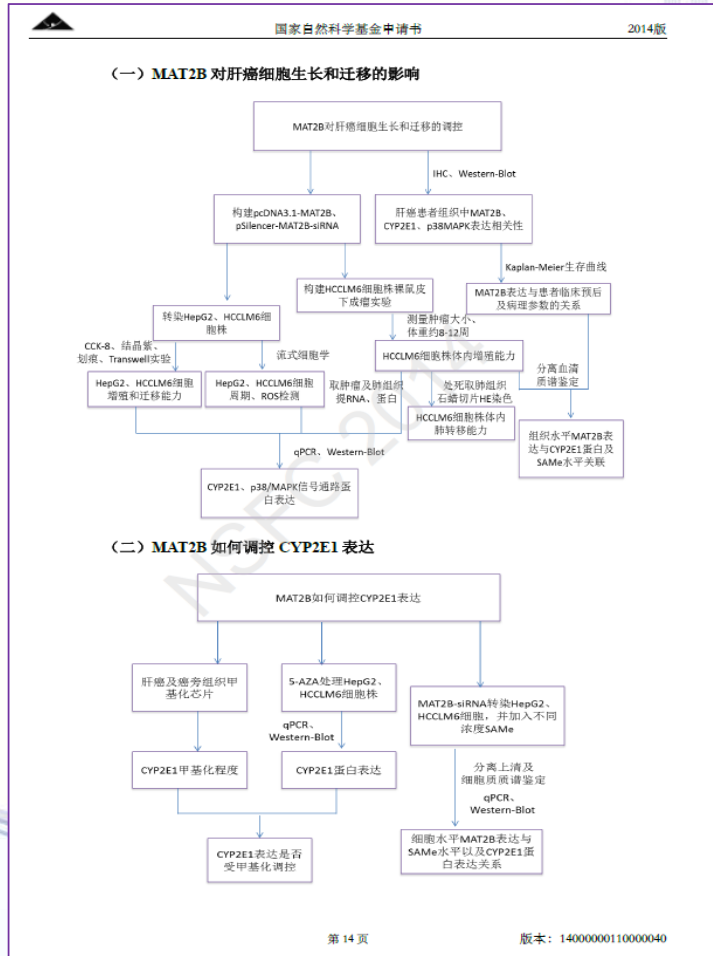 国家自然科学基金申请书
2014版
（一）MAT2B 对肝癌细胞生长和迁移的影响
MAT2B对肝癌细胞生长和迁移的调控
IHC、Western-Blot
构建pcDNA3.1-MAT2B、
pSilencer-MAT2B-siRNA
肝癌患者组织中MAT2B、
CYP2E1、p38MAPK表达相关性
Kaplan-Meier生存曲线
构建HCCLM6细胞株裸鼠皮
下成瘤实验
MAT2B表达与患者临床预后
及病理参数的关系
转染HepG2、HCCLM6细
胞株
测量肿瘤大小、
体重约8-12周
CCK-8、结晶紫、
划痕、Transwell实验
流式细胞学
HCCLM6细胞株体内增殖能力
分离血清
质谱鉴定
HepG2、HCCLM6细胞
增殖和迁移能力
HepG2、HCCLM6细胞
周期、ROS检测
取肿瘤及肺组织
提RNA、蛋白
处死取肺组织
石蜡切片HE染色
HCCLM6细胞株体内
肺转移能力
组织水平MAT2B表
达与CYP2E1蛋白及
SAMe水平关联
qPCR、Western-Blot
CYP2E1、p38/MAPK信号通路蛋
白表达
NSFC 2014
（二）MAT2B 如何调控 CYP2E1 表达
MAT2B如何调控CYP2E1表达
肝癌及癌旁组织甲
基化芯片
5-AZA处理HepG2、
HCCLM6细胞株
MAT2B-siRNA转染HepG2、
HCCLM6细胞，并加入不同
浓度SAMe
qPCR、
Western-Blot
CYP2E1甲基化程度
CYP2E1蛋白表达
分离上清及
细胞质质谱鉴定
qPCR、
Western-Blot
CYP2E1表达是否
受甲基化调控
细胞水平MAT2B表达与
SAMe水平以及CYP2E1蛋
白表达关系
第 14 页
版本：14000000110000040